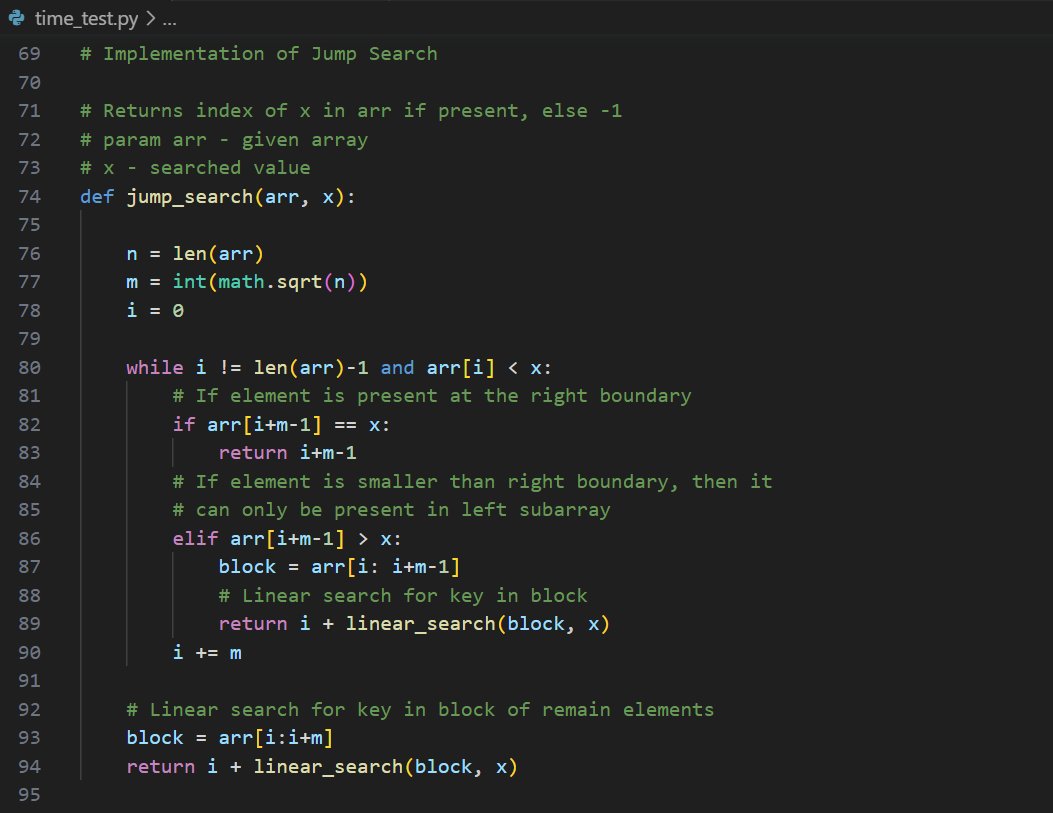 time_test.py > ...
69 # Implementation of Jump Search
70
71 # Returns index of x in arr if present, else -1
72 # param arr - given array
73 # x - searched value
74 def jump_search(arr, x):
75
76     n = len(arr)
77     m = int(math.sqrt(n))
78     i = 0
79
80     while i != len(arr)-1 and arr[i] < x:
81         # If element is present at the right boundary
82         if arr[i+m-1] == x:
83             return i+m-1
84         # If element is smaller than right boundary, then it
85         # can only be present in left subarray
86         elif arr[i+m-1] > x:
87             block = arr[i: i+m-1]
88             # Linear search for key in block
89             return i + linear_search(block, x)
90         i += m
91
92     # Linear search for key in block of remain elements
93     block = arr[i:i+m]
94     return i + linear_search(block, x)
95